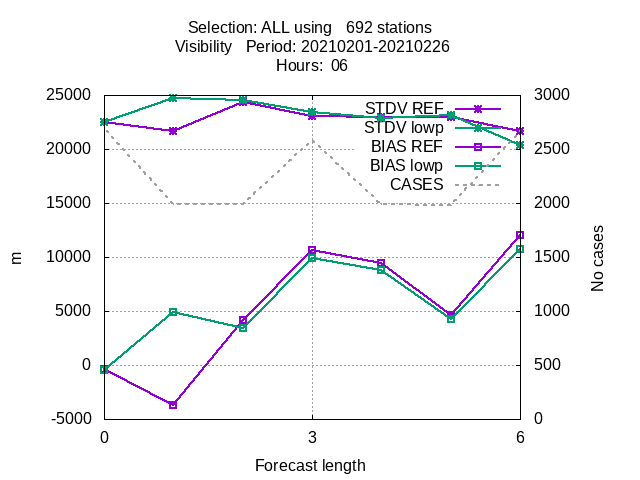 Selection: ALL using   692 stations
Visibility   Period: 20210201-20210226
Hours:  06
25000
20000
15000
10000
5000
0
-5000
m
3000
2500
2000
1500
1000
500
0
No cases
STDV REF
STDV lowp
BIAS REF
BIAS lowp
CASES
0 3 6
Forecast length